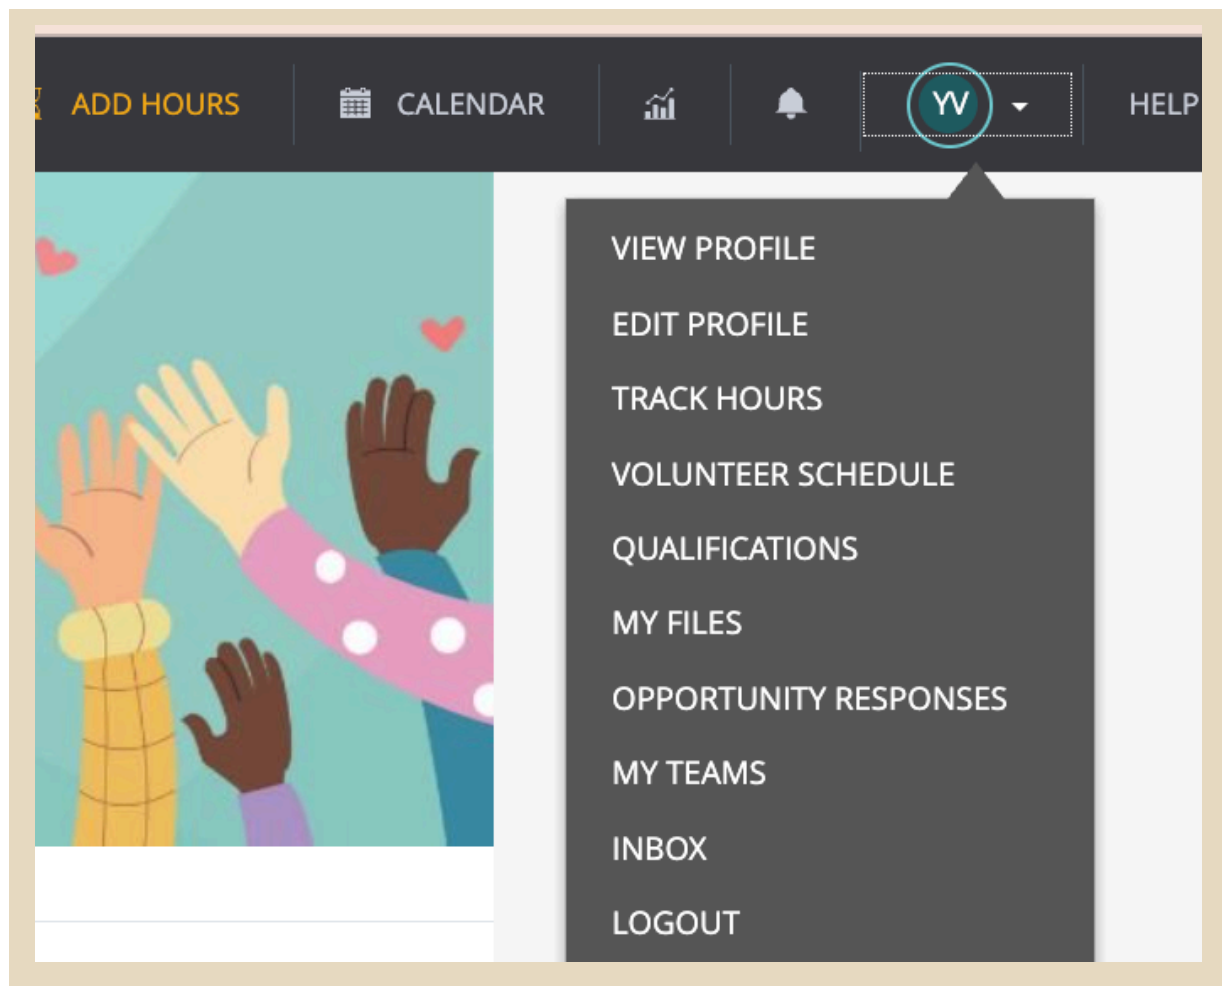 ADD HOURS
CALENDAR
YV
HELP
VIEW PROFILE
EDIT PROFILE
TRACK HOURS
VOLUNTEER SCHEDULE
QUALIFICATIONS
MY FILES
OPPORTUNITY RESPONSES
MY TEAMS
INBOX
LOGOUT